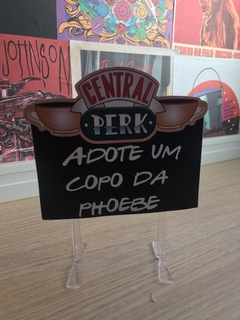 JOHNSON
CENTRAL
PERK
ADOTE UM
COPO DA
PHOEBE